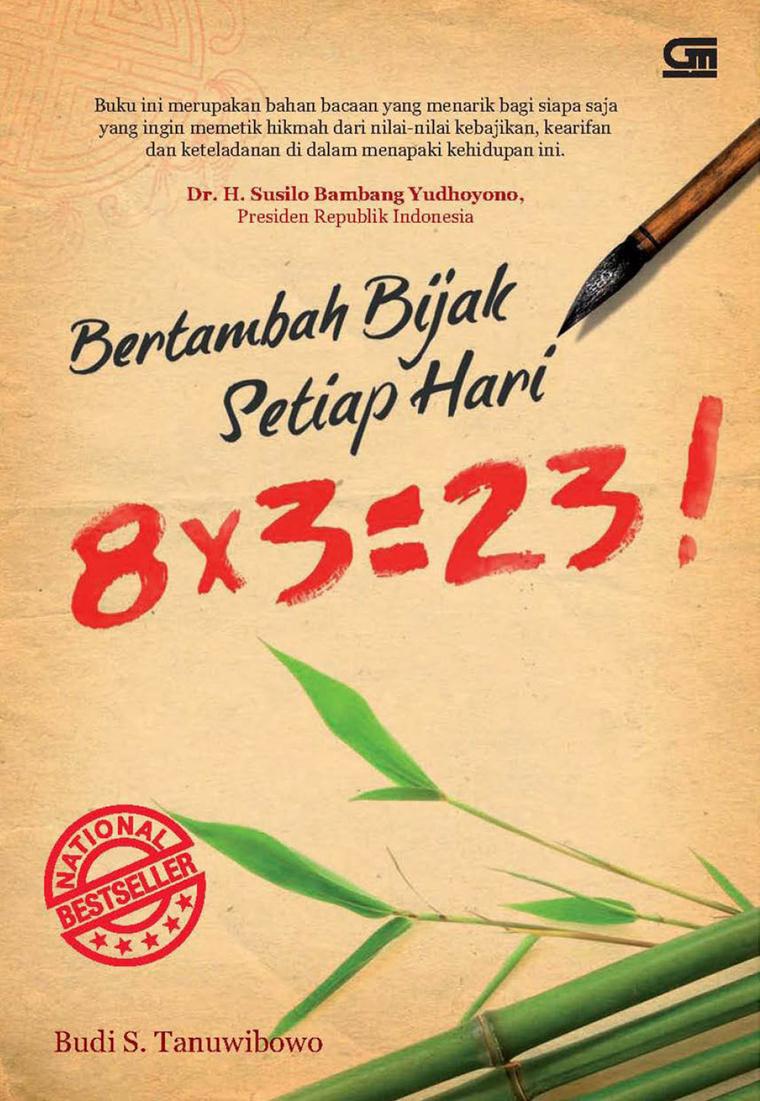 GM
Buku ini merupakan bahan bacaan yang menarik bagi siapa saja
yang ingin memetik hikmah dari nilai-nilai kebajikan, kearifan
dan keteladanan di dalam menapaki kehidupan ini.
Dr. H. Susilo Bambang Yudhoyono,
Presiden Republik Indonesia
Bertambah Bijak
Setiap Hari
8x3=23!
NATIONAL
BESTSELLER
Budi S. Tanuwibowo